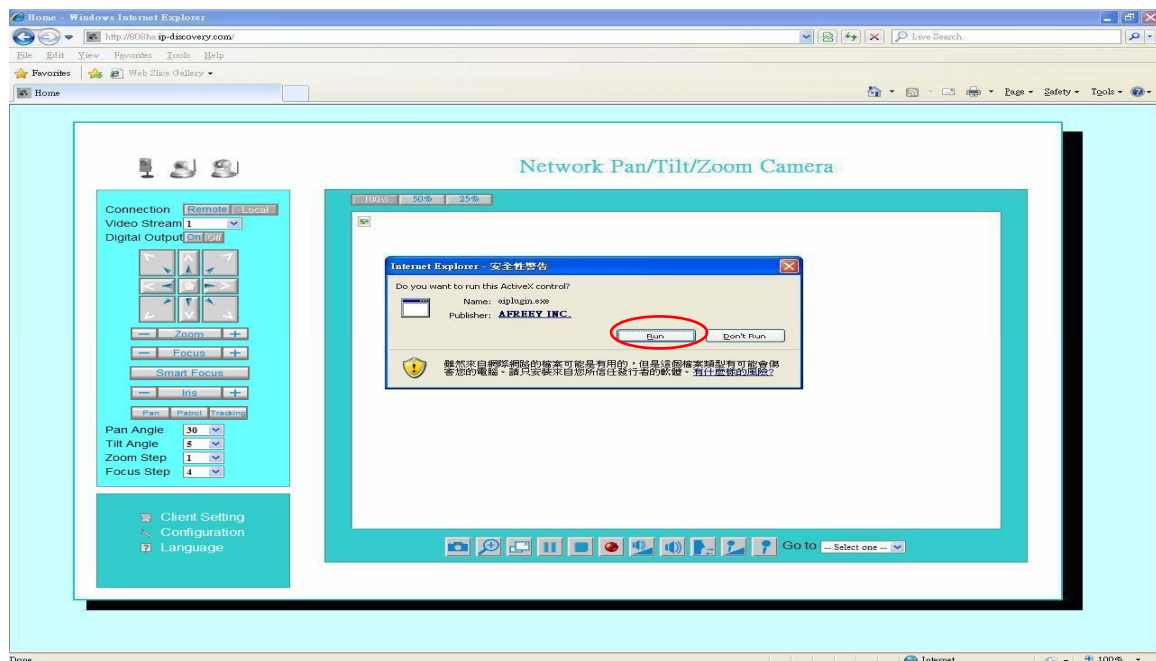 Home - Windows Internet Explorer
http://808ha.ip-discovery.com/
Live Search
File Edit View Favorites Tools Help
Favorites Web Slice Gallery
Home
Page Safety Tools
Network Pan/Tilt/Zoom Camera
100% 50% 25%
Connection Remote Local
Video Stream 1
Digital Output On Off
Zoom
Focus
Smart Focus
Iris
Pan Patrol Tracking
Pan Angle 30
Tilt Angle 5
Zoom Step 1
Focus Step 4
Client Setting
Configuration
Language
Internet Explorer - 安全性警告
Do you want to run this ActiveX control?
Name: aiplugin.exe
Publisher: AFREEY INC.
Run Don't Run
雖然來自網際網路的檔案可能是有用的，但是這個檔案類型有可能會傷
害您的電腦。請只安裝來自您所信任發行者的軟體。有什麼樣的風險?
Go to -- Select one --
Done
Internet
100%